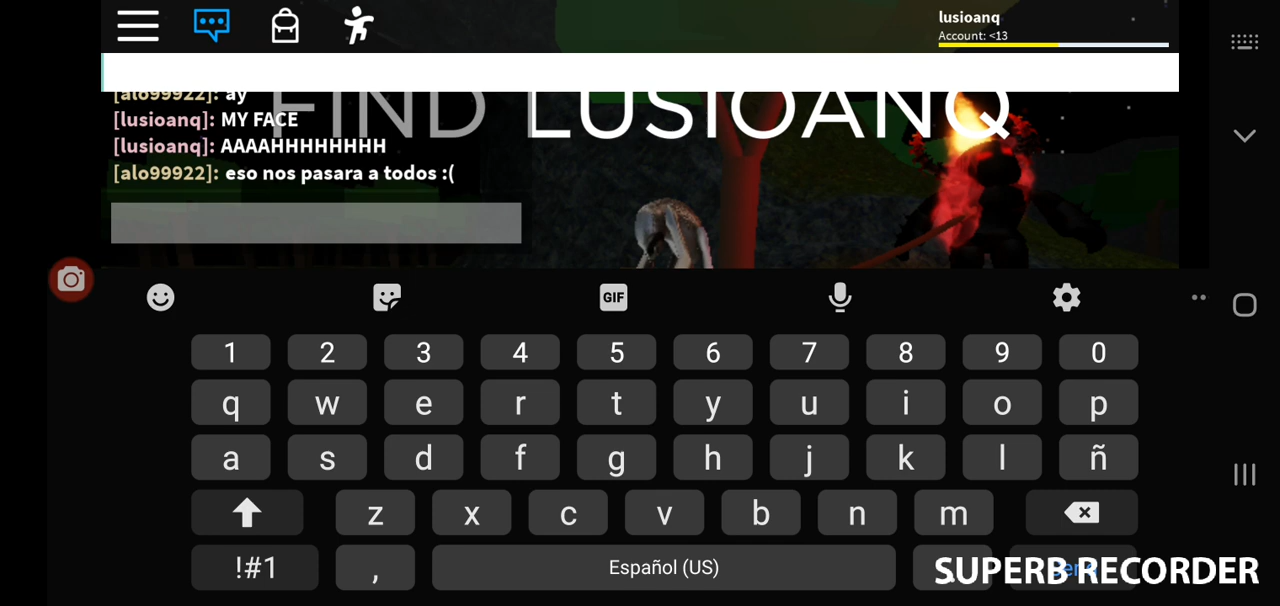 lusioanq
Account: <13
[alo99922]: ay
FIND LUSIOANQ
[lusioanq]: MY FACE
[lusioanq]: AAAAHHHHHHHHH
[alo99922]: eso nos pasara a todos :(
GIF
1 2 3 4 5 6 7 8 9 0
q w e r t y u i o p
a s d f g h j k l ñ
z x c v b n m
!#1 , Español (US)
SUPERB RECORDER